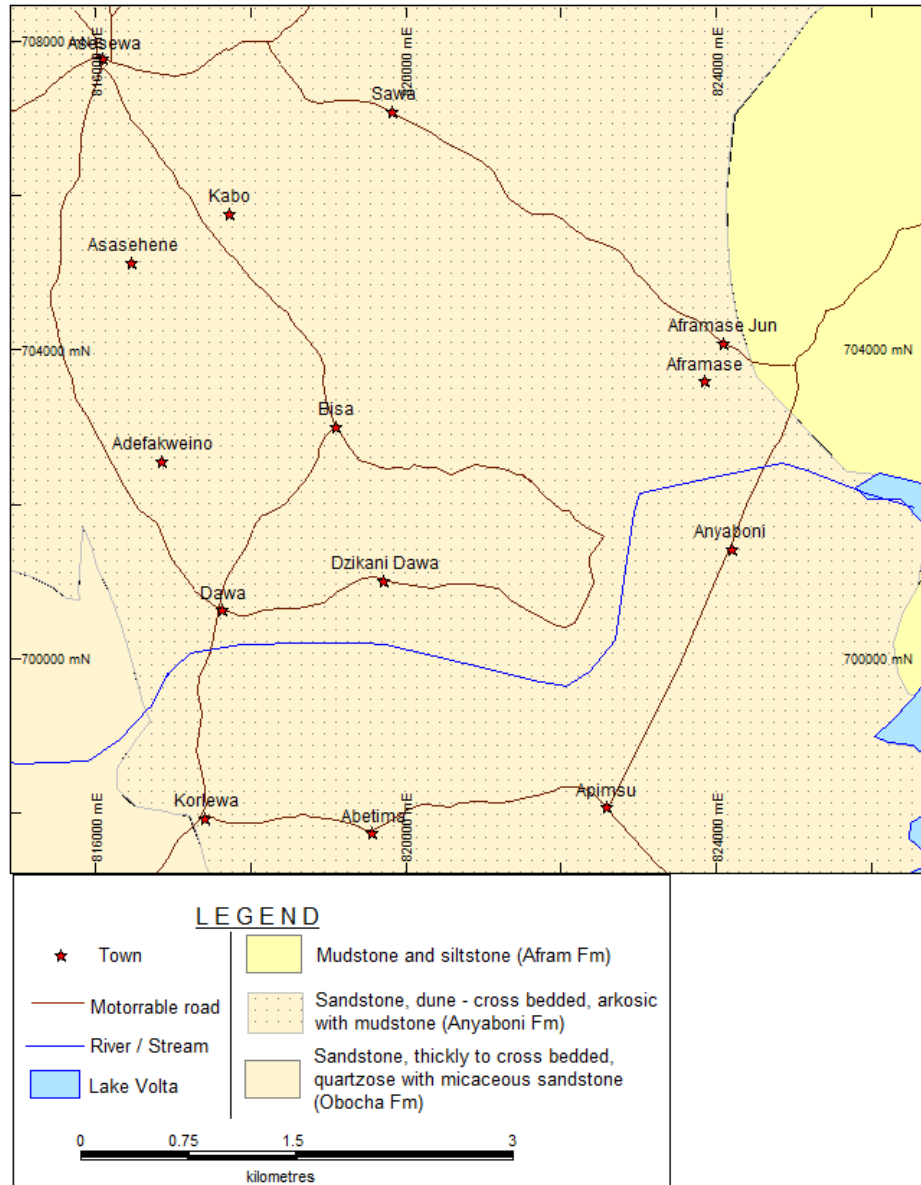 708000 mN
Asesewa
816000 mE
820000 mE
824000 mE
Sawa
Kabo
Asasehene
Aframase Jun
704000 mN
704000 mN
Aframase
Bisa
Adefakweino
Anyaboni
Dzikani Dawa
Dawa
700000 mN
700000 mN
Apimsu
Korlewa
Abetima
816000 mE
820000 mE
824000 mE
L E G E N D
Town
Motorrable road
River / Stream
Lake Volta
Mudstone and siltstone (Afram Fm)
Sandstone, dune - cross bedded, arkosic
with mudstone (Anyaboni Fm)
Sandstone, thickly to cross bedded,
quartzose with micaceous sandstone
(Obocha Fm)
0 0.75 1.5 3
kilometres